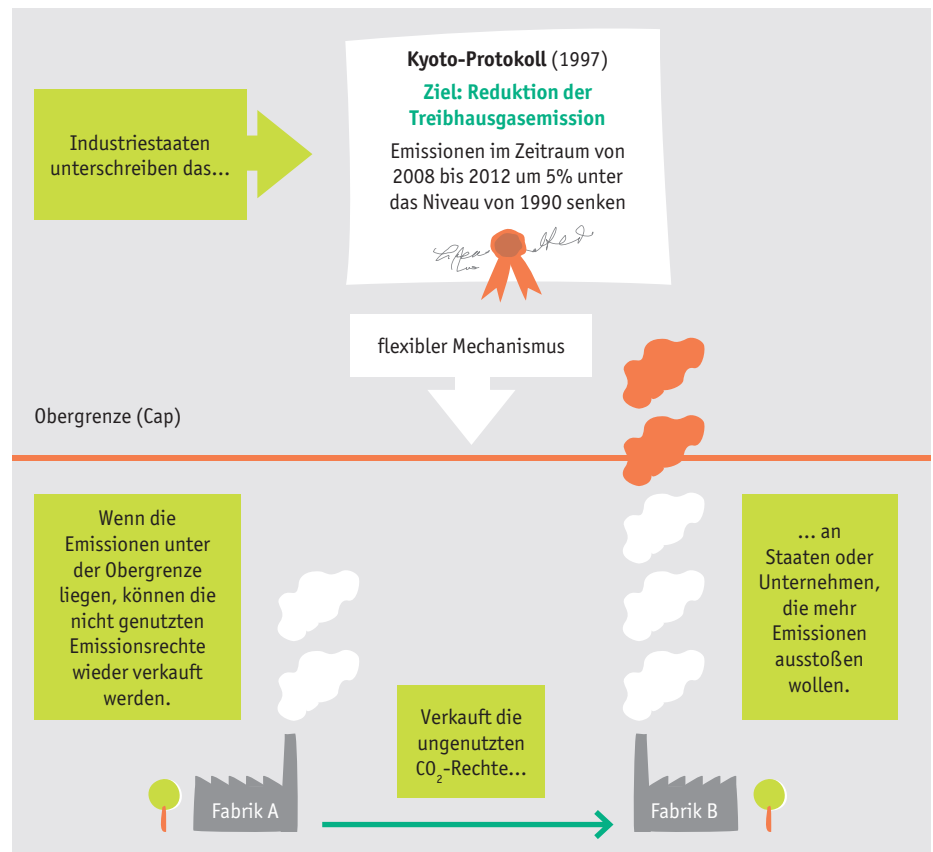 Kyoto-Protokoll (1997)
Ziel: Reduktion der
Treibhausgasemission
Emissionen im Zeitraum von
2008 bis 2012 um 5% unter
das Niveau von 1990 senken
Industriestaaten
unterschreiben das...
flexibler Mechanismus
Obergrenze (Cap)
Wenn die
Emissionen unter
der Obergrenze
liegen, können die
nicht genutzten
Emissionsrechte
wieder verkauft
werden.
Verkauft die
ungenutzten
CO₂-Rechte...
... an
Staaten oder
Unternehmen,
die mehr
Emissionen
ausstoßen
wollen.
Fabrik A
Fabrik B